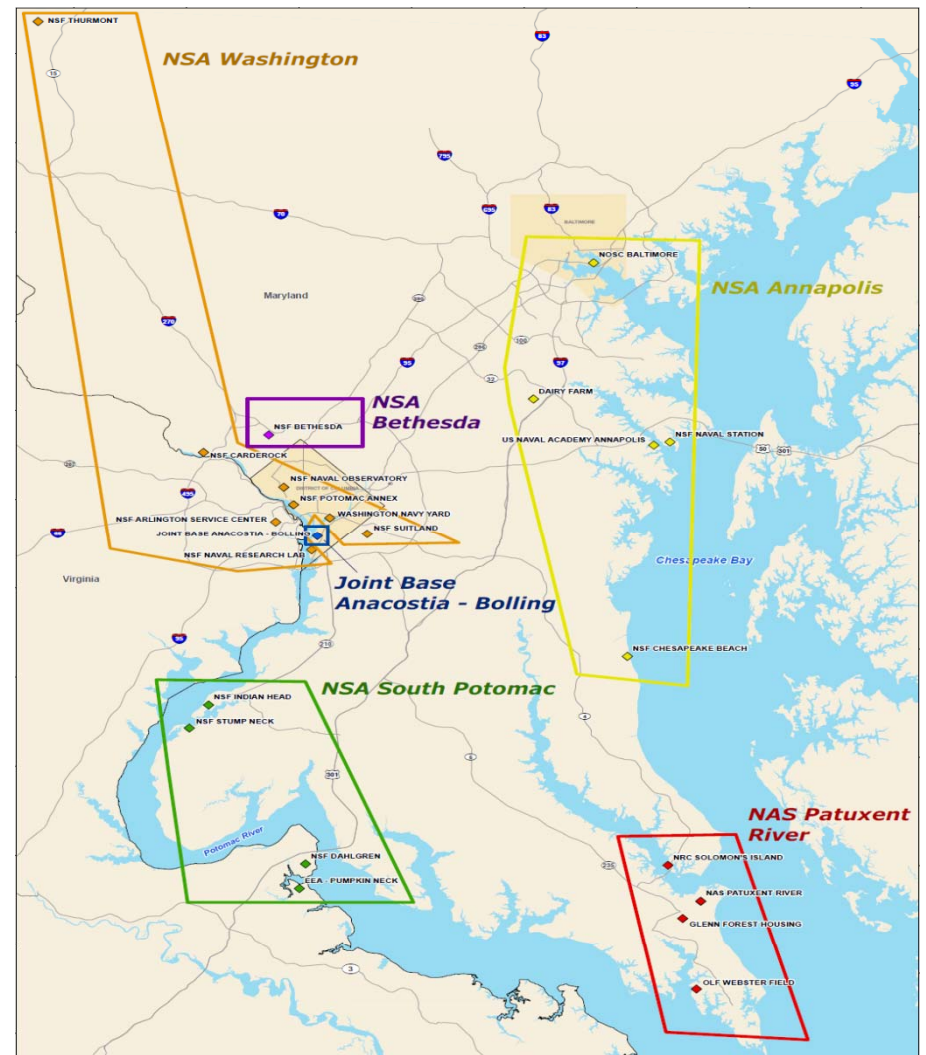 NSF THURMONT
NSA Washington
83
95
15
795
70
695
83
BALTIMORE
NOSC BALTIMORE
NSA Annapolis
Maryland
270
295
100
95
97
32
DAIRY FARM
NSA
Bethesda
NSF BETHESDA
US NAVAL ACADEMY ANNAPOLIS
NSF NAVAL STATION
50
301
NSF CARDEROCK
267
495
NSF NAVAL OBSERVATORY
DISTRICT OF COLUMBIA
NSF POTOMAC ANNEX
WASHINGTON NAVY YARD
NSF ARLINGTON SERVICE CENTER
NSF SUITLAND
66
JOINT BASE ANACOSTIA - BOLLING
NSF NAVAL RESEARCH LAB
Chesapeake Bay
Virginia
Joint Base
Anacostia - Bolling
95
210
NSF CHESAPEAKE BEACH
NSA South Potomac
NSF INDIAN HEAD
NSF STUMP NECK
4
5
301
NAS Patuxent
River
Potomac River
NSF DAHLGREN
EEA - PUMPKIN NECK
235
NRC SOLOMON'S ISLAND
NAS PATUXENT RIVER
GLENN FOREST HOUSING
3
OLF WEBSTER FIELD